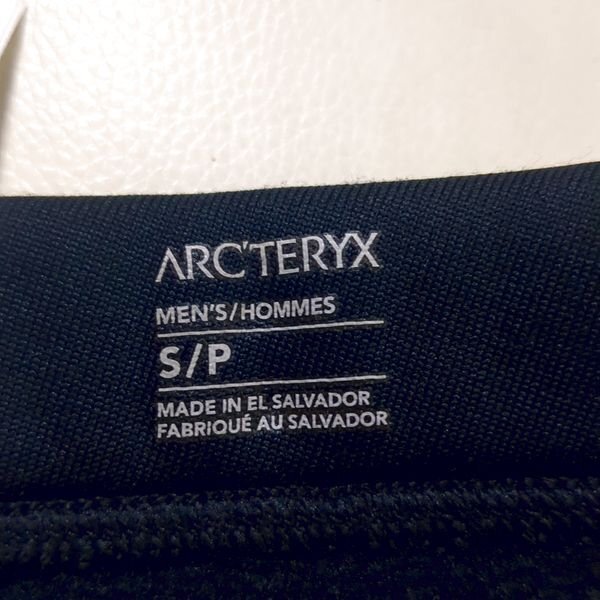 ARC'TERYX
MEN'S/HOMMES
S/P
MADE IN EL SALVADOR
FABRIQUÉ AU SALVADOR